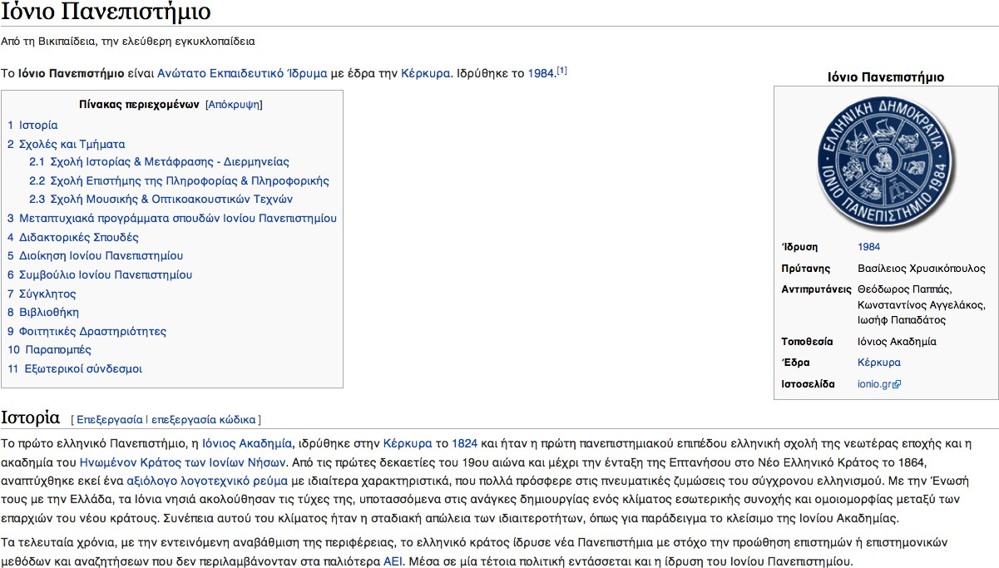 Ιόνιο Πανεπιστήμιο
Από τη Βικιπαίδεια, την ελεύθερη εγκυκλοπαίδεια
Το Ιόνιο Πανεπιστήμιο είναι Ανώτατο Εκπαιδευτικό Ίδρυμα με έδρα την Κέρκυρα. Ιδρύθηκε το 1984.[1]
Πίνακας περιεχομένων [Απόκρυψη]
1 Ιστορία
2 Σχολές και Τμήματα
2.1 Σχολή Ιστορίας & Μετάφρασης - Διερμηνείας
2.2 Σχολή Επιστήμης της Πληροφορίας & Πληροφορικής
2.3 Σχολή Μουσικής & Οπτικοακουστικών Τεχνών
3 Μεταπτυχιακά προγράμματα σπουδών Ιονίου Πανεπιστημίου
4 Διδακτορικές Σπουδές
5 Διοίκηση Ιονίου Πανεπιστημίου
6 Συμβούλιο Ιονίου Πανεπιστημίου
7 Σύγκλητος
8 Βιβλιοθήκη
9 Φοιτητικές Δραστηριότητες
10 Παραπομπές
11 Εξωτερικοί σύνδεσμοι
Ιόνιο Πανεπιστήμιο
ΕΛΛΗΝΙΚΗ ΔΗΜΟΚΡΑΤΙΑ
ΙΟΝΙΟ ΠΑΝΕΠΙΣΤΗΜΙΟ 1984
Ίδρυση 1984
Πρύτανης Βασίλειος Χρυσικόπουλος
Αντιπρυτάνεις Θεόδωρος Παππάς,
Κωνσταντίνος Αγγελάκος,
Ιωσήφ Παπαδάτος
Τοποθεσία Ιόνιος Ακαδημία
Έδρα Κέρκυρα
Ιστοσελίδα ionio.gr
Ιστορία [ Επεξεργασία | επεξεργασία κώδικα ]
Το πρώτο ελληνικό Πανεπιστήμιο, η Ιόνιος Ακαδημία, ιδρύθηκε στην Κέρκυρα το 1824 και ήταν η πρώτη πανεπιστημιακού επιπέδου ελληνική σχολή της νεωτέρας εποχής και η
ακαδημία του Ηνωμένον Κράτος των Ιονίων Νήσων. Από τις πρώτες δεκαετίες του 19ου αιώνα και μέχρι την ένταξη της Επτανήσου στο Νέο Ελληνικό Κράτος το 1864,
αναπτύχθηκε εκεί ένα αξιόλογο λογοτεχνικό ρεύμα με ιδιαίτερα χαρακτηριστικά, που πολλά πρόσφερε στις πνευματικές ζυμώσεις του σύγχρονου ελληνισμού. Με την Ένωσή
τους με την Ελλάδα, τα Ιόνια νησιά ακολούθησαν τις τύχες της, υποτασσόμενα στις ανάγκες δημιουργίας ενός κλίματος εσωτερικής συνοχής και ομοιομορφίας μεταξύ των
επαρχιών του νέου κράτους. Συνέπεια αυτού του κλίματος ήταν η σταδιακή απώλεια των ιδιαιτεροτήτων, όπως για παράδειγμα το κλείσιμο της Ιονίου Ακαδημίας.
Τα τελευταία χρόνια, με την εντεινόμενη αναβάθμιση της περιφέρειας, το ελληνικό κράτος ίδρυσε νέα Πανεπιστήμια με στόχο την προώθηση επιστημών ή επιστημονικών
μεθόδων και αναζητήσεων που δεν περιλαμβάνονταν στα παλιότερα ΑΕΙ. Μέσα σε μία τέτοια πολιτική εντάσσεται και η ίδρυση του Ιονίου Πανεπιστημίου.